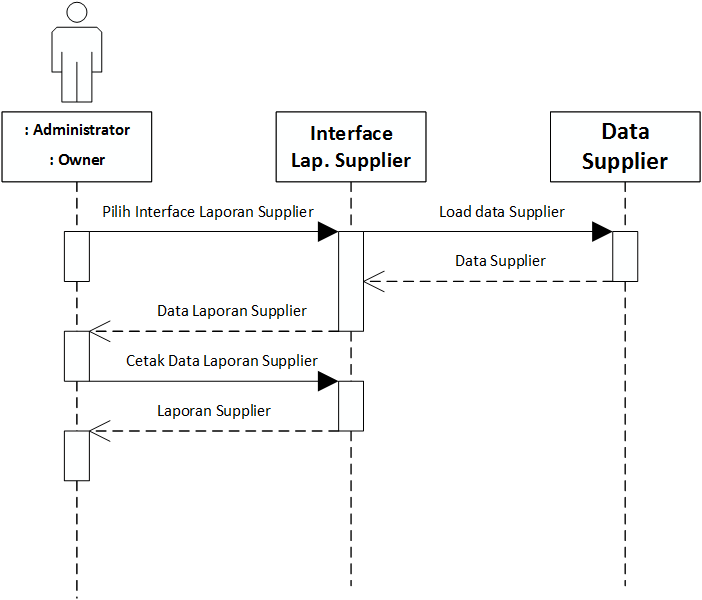 : Administrator
: Owner
Interface
Lap. Supplier
Data
Supplier
Pilih Interface Laporan Supplier
Load data Supplier
Data Supplier
Data Laporan Supplier
Cetak Data Laporan Supplier
Laporan Supplier